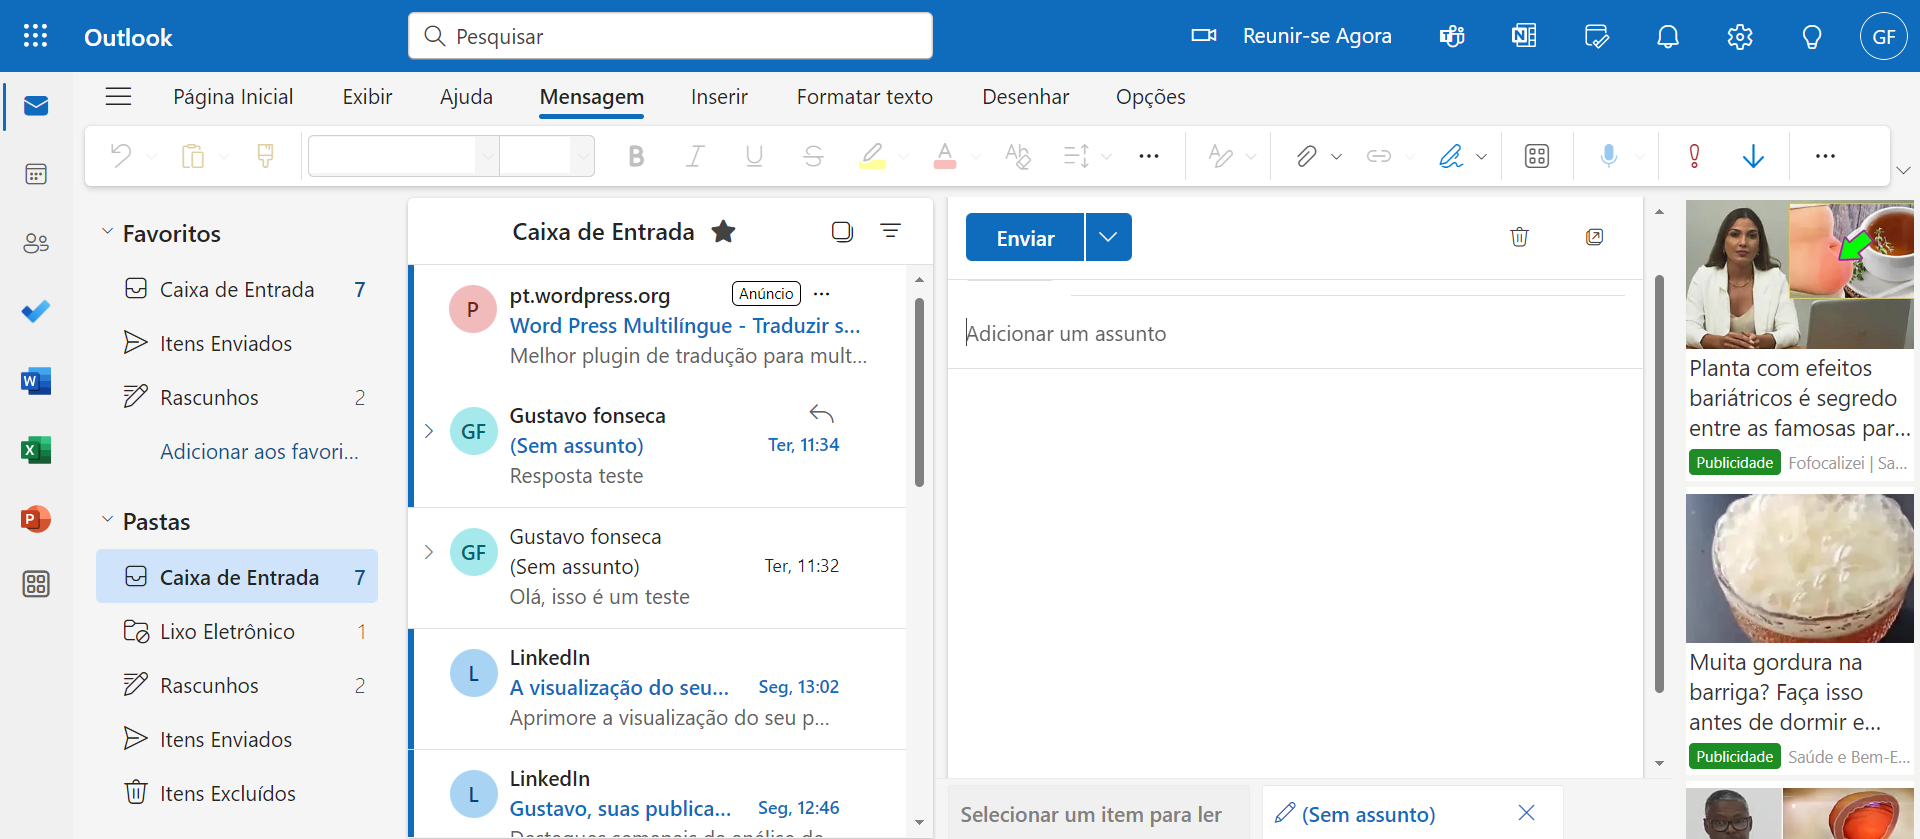 Outlook
Pesquisar
Reunir-se Agora
GF
Página Inicial
Exibir
Ajuda
Mensagem
Inserir
Formatar texto
Desenhar
Opções
Favoritos
Caixa de Entrada 7
Itens Enviados
Rascunhos 2
Adicionar aos favori...
Pastas
Caixa de Entrada 7
Lixo Eletrônico 1
Rascunhos 2
Itens Enviados
Itens Excluídos
Caixa de Entrada
P
pt.wordpress.org Anúncio
Word Press Multilíngue - Traduzir s...
Melhor plugin de tradução para mult...
GF
Gustavo fonseca
(Sem assunto) Ter, 11:34
Resposta teste
GF
Gustavo fonseca
(Sem assunto) Ter, 11:32
Olá, isso é um teste
L
LinkedIn
A visualização do seu... Seg, 13:02
Aprimore a visualização do seu p...
L
LinkedIn
Gustavo, suas publica... Seg, 12:46
Enviar
Adicionar um assunto
Selecionar um item para ler
(Sem assunto)
Planta com efeitos
bariátricos é segredo
entre as famosas par...
Publicidade Fofocalizei | Sa...
Muita gordura na
barriga? Faça isso
antes de dormir e...
Publicidade Saúde e Bem-E...